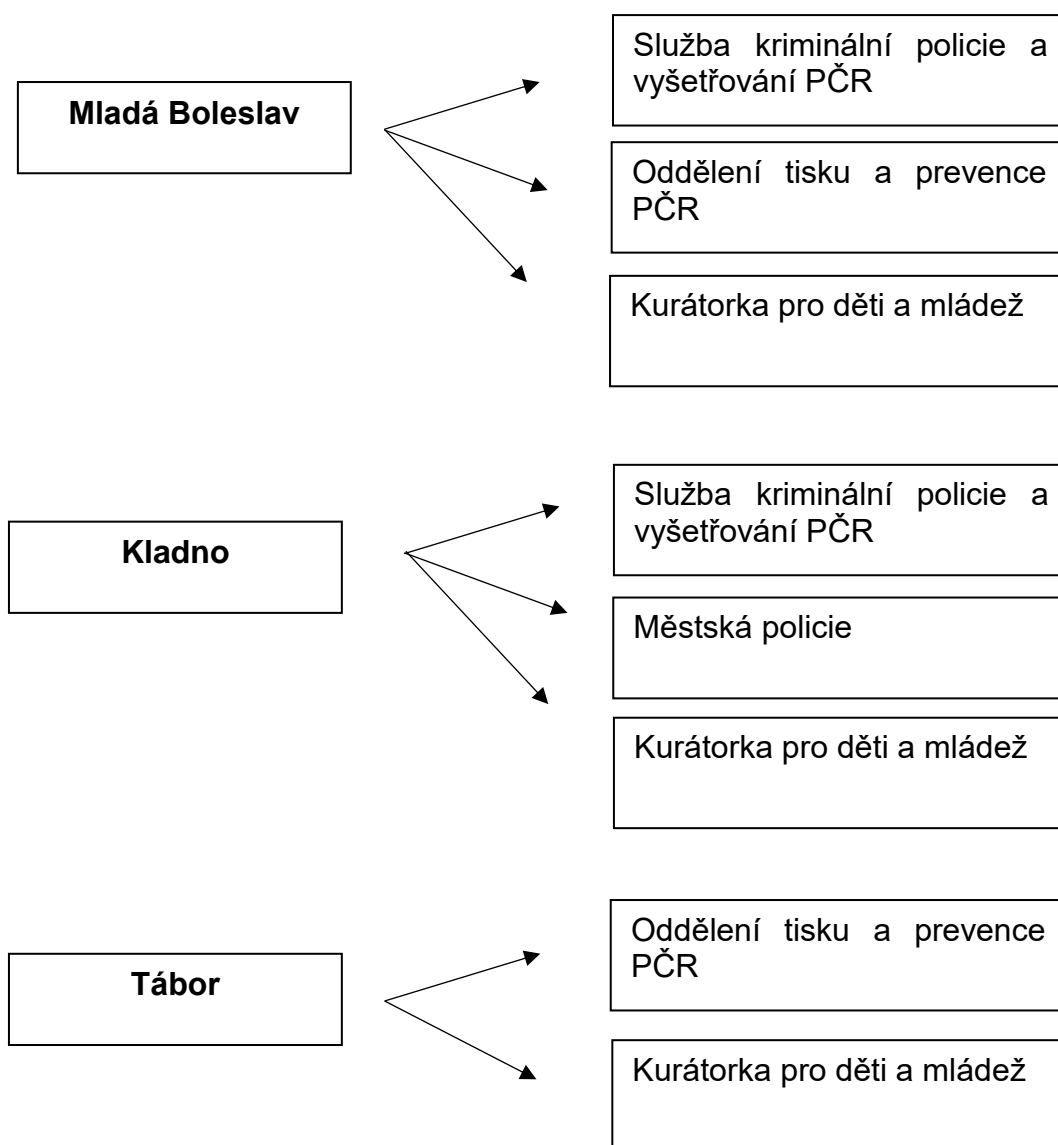 Mladá Boleslav
Služba kriminální policie a
vyšetřování PČR
Oddělení tisku a prevence
PČR
Kurátorka pro děti a mládež
Kladno
Služba kriminální policie a
vyšetřování PČR
Městská policie
Kurátorka pro děti a mládež
Tábor
Oddělení tisku a prevence
PČR
Kurátorka pro děti a mládež